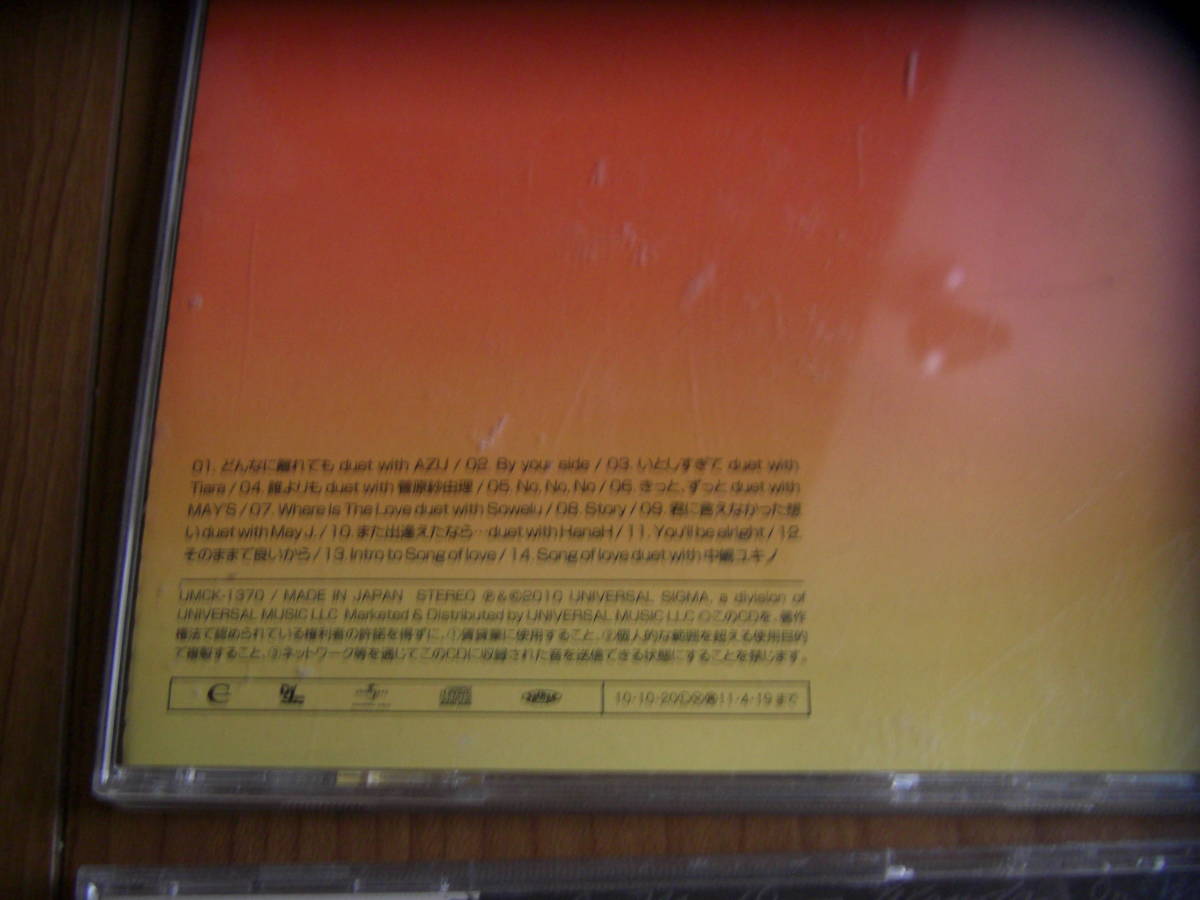 01. どんなに離れても duet with AZU / 02. By your side / 03. いとしすぎて duet with
Tiara / 04. 誰よりも duet with 菅原紗由理 / 05. No, No, No / 06. きっと、ずっと duet with
MAY'S / 07. Where Is The Love duet with Sowelu / 08. Story / 09. 君に言えなかった想
い duet with May J. / 10. また出逢えたなら… duet with HanaH / 11. You'll be alright / 12.
そのままで良いから / 13. Intro to Song of love / 14. Song of love duet with 中嶋ユキノ
UMCK-1370 / MADE IN JAPAN STEREO ℗&©2010 UNIVERSAL SIGMA, a division of
UNIVERSAL MUSIC LLC Marketed & Distributed by UNIVERSAL MUSIC LLC ○このCDを、著作
権法で認められている権利者の許諾を得ずに、①賃貸業に使用すること、②個人的な範囲を超える使用目的
で複製すること、③ネットワーク等を通じてこのCDに収録された音を送信できる状態にすることを禁じます。
10・10・20 11・4・19まで